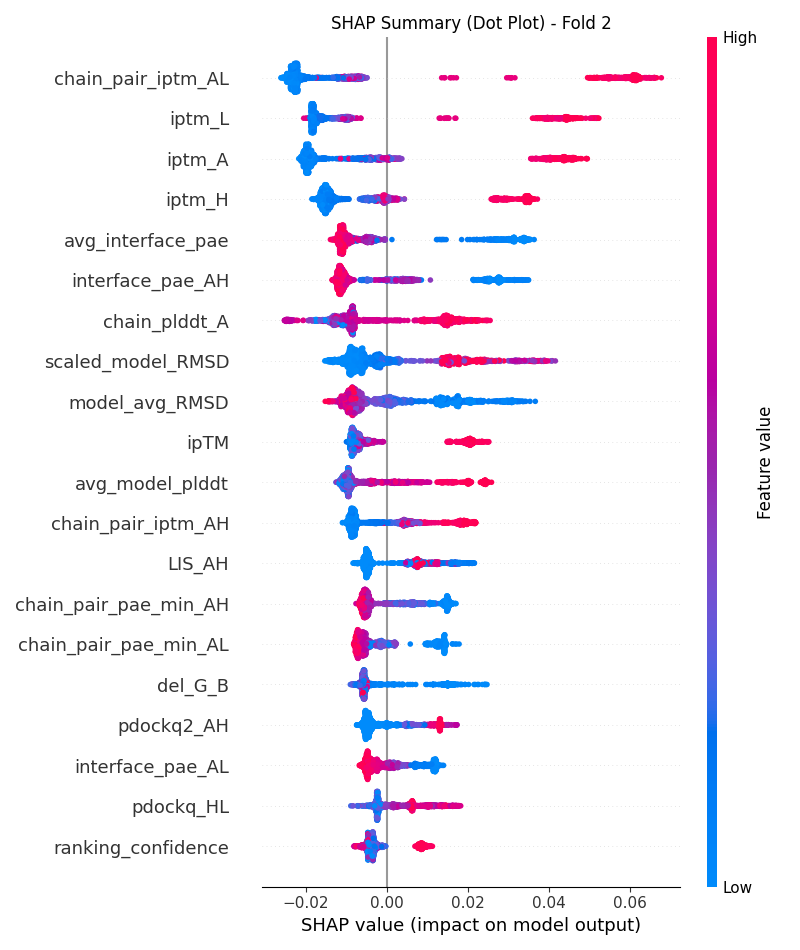 SHAP Summary (Dot Plot) - Fold 2
High
chain_pair_iptm_AL
iptm_L
iptm_A
iptm_H
avg_interface_pae
interface_pae_AH
chain_plddt_A
scaled_model_RMSD
model_avg_RMSD
ipTM
avg_model_plddt
chain_pair_iptm_AH
LIS_AH
chain_pair_pae_min_AH
chain_pair_pae_min_AL
del_G_B
pdockq2_AH
interface_pae_AL
pdockq_HL
ranking_confidence
Feature value
Low
−0.02 0.00 0.02 0.04 0.06
SHAP value (impact on model output)